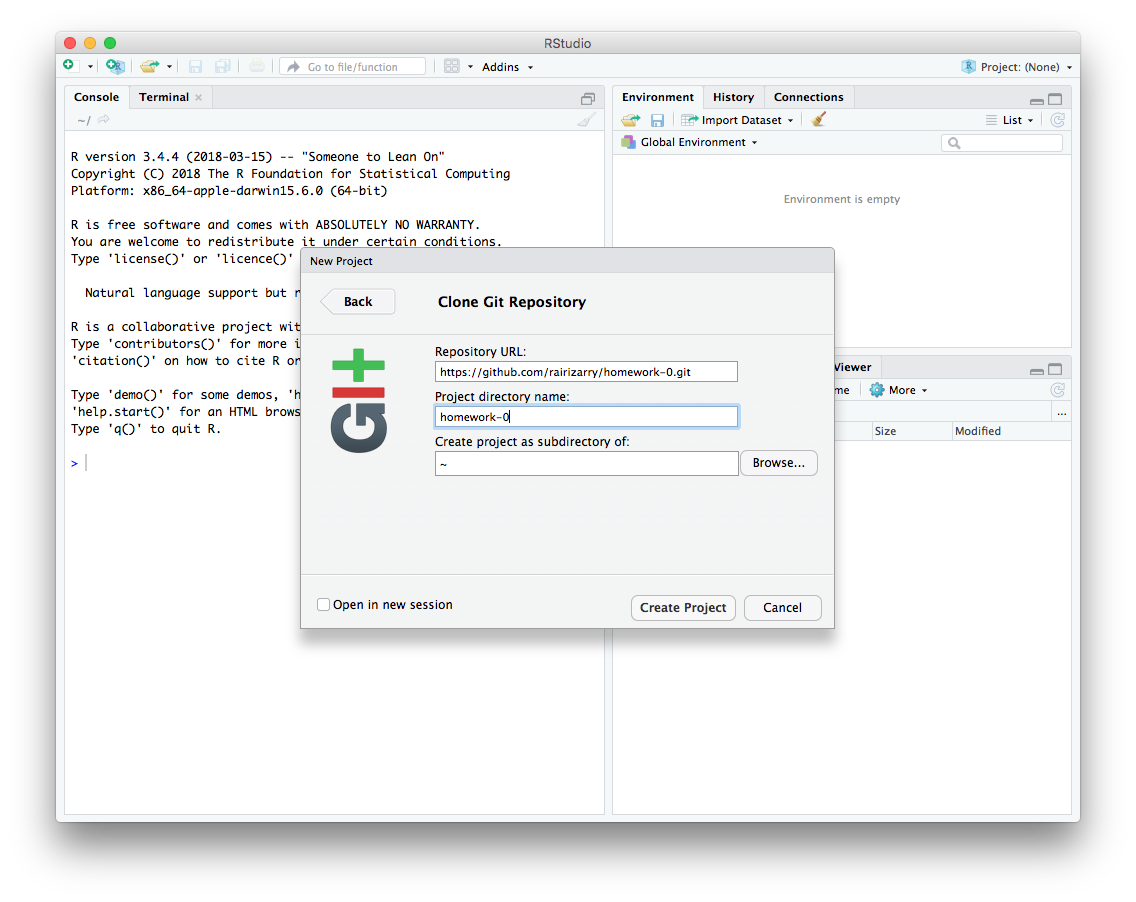 RStudio
Go to file/function
Addins
Project: (None)
Console
Terminal
~/
R version 3.4.4 (2018-03-15) -- "Someone to Lean On"
Copyright (C) 2018 The R Foundation for Statistical Computing
Platform: x86_64-apple-darwin15.6.0 (64-bit)
R is free software and comes with ABSOLUTELY NO WARRANTY.
You are welcome to redistribute it under certain conditions.
Type 'license()' or 'licence()'
Natural language support but
R is a collaborative project
Type 'contributors()' for more
'citation()' on how to cite R or
Type 'demo()' for some demos,
'help.start()' for an HTML
Type 'q()' to quit R.
>
Environment
History
Connections
Import Dataset
List
Global Environment
Environment is empty
Viewer
More
...
Size
Modified
New Project
Back
Clone Git Repository
GIT
Repository URL:
https://github.com/rairizarry/homework-0.git
Project directory name:
homework-0
Create project as subdirectory of:
~
Browse...
Open in new session
Create Project
Cancel